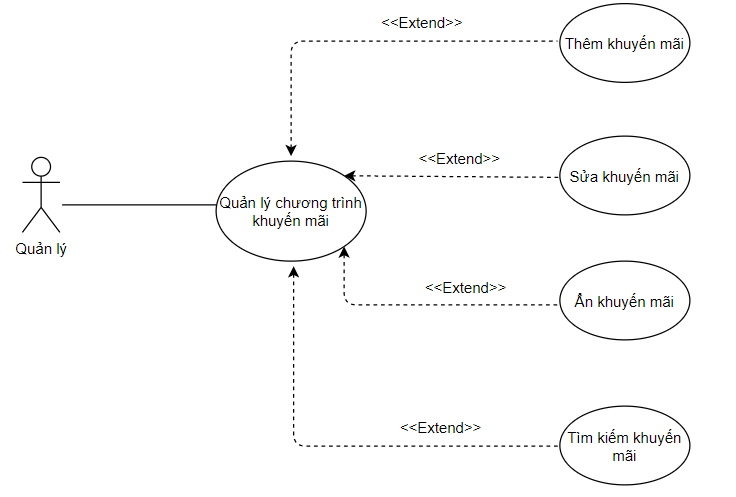 <<Extend>>
Thêm khuyến mãi
<<Extend>>
Sửa khuyến mãi
Quản lý chương trình
khuyến mãi
Quản lý
<<Extend>>
Ẩn khuyến mãi
<<Extend>>
Tìm kiếm khuyến
mãi